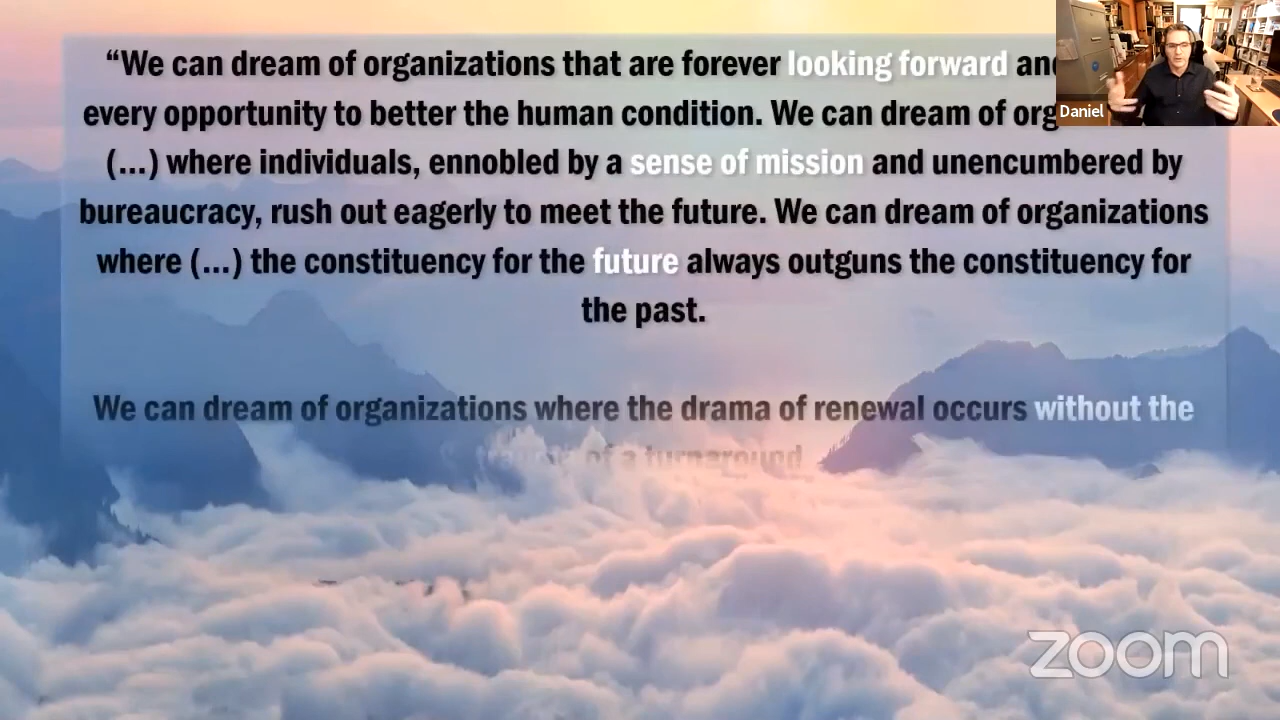 “We can dream of organizations that are forever looking forward and
every opportunity to better the human condition. We can dream of
(...) where individuals, ennobled by a sense of mission and unencumbered by
bureaucracy, rush out eagerly to meet the future. We can dream of organizations
where (...) the constituency for the future always outguns the constituency for
the past.
We can dream of organizations where the drama of renewal occurs without the
of a turnaround
Daniel
zoom